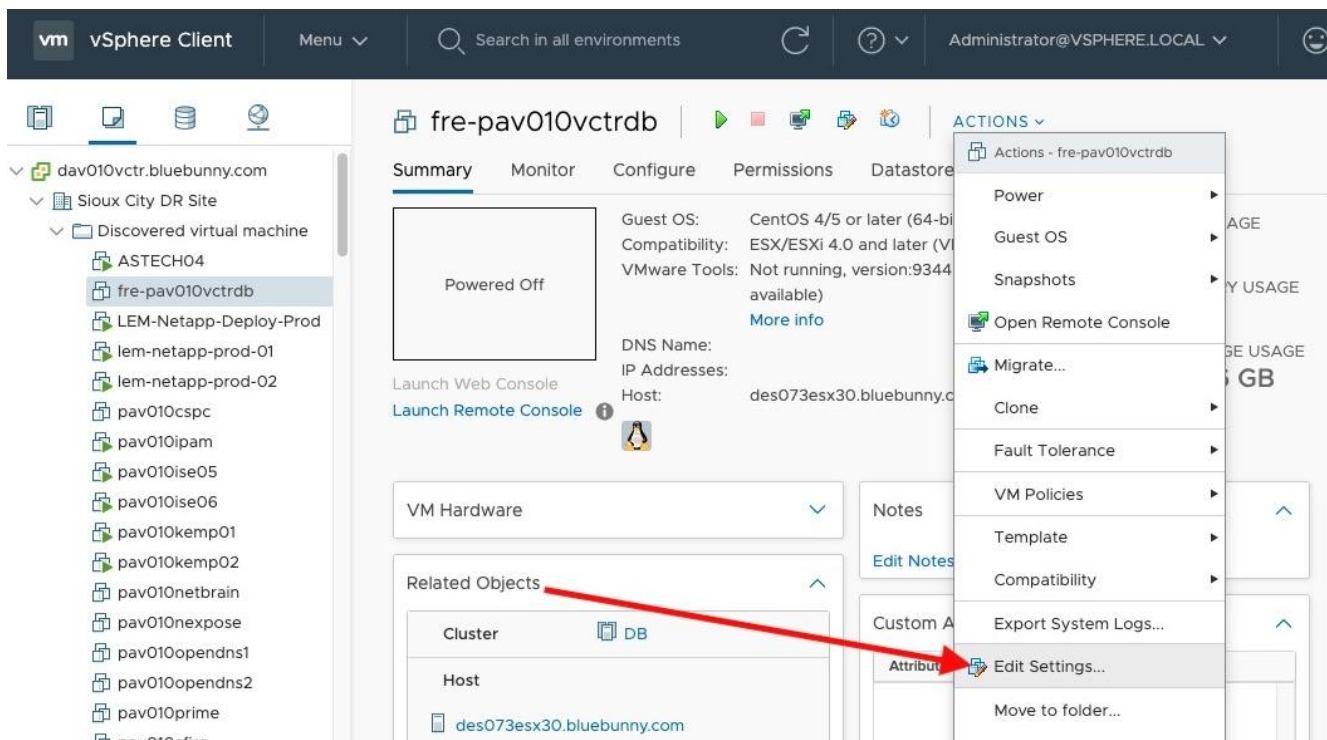 vm vSphere Client Menu Search in all environments Administrator@VSPHERE.LOCAL
dav010vctr.bluebunny.com
Sioux City DR Site
Discovered virtual machine
ASTECH04
fre-pav010vctrdb
LEM-Netapp-Deploy-Prod
lem-netapp-prod-01
lem-netapp-prod-02
pav010cspc
pav010ipam
pav010ise05
pav010ise06
pav010kemp01
pav010kemp02
pav010netbrain
pav010nexpose
pav010opendns1
pav010opendns2
pav010prime
fre-pav010vctrdb ACTIONS
Summary Monitor Configure Permissions Datastore
Powered Off
Launch Web Console
Launch Remote Console
Guest OS: CentOS 4/5 or later (64-bi
Compatibility: ESX/ESXi 4.0 and later (V
VMware Tools: Not running, version:9344
available)
More info
DNS Name:
IP Addresses:
Host: des073esx30.bluebunny.c
VM Hardware
Related Objects
Cluster DB
Host
des073esx30.bluebunny.com
Notes
Edit Notes
Custom A
Attribut
Actions - fre-pav010vctrdb
Power
Guest OS
Snapshots
Open Remote Console
Migrate...
Clone
Fault Tolerance
VM Policies
Template
Compatibility
Export System Logs...
Edit Settings...
Move to folder...
AGE
Y USAGE
GE USAGE
GB